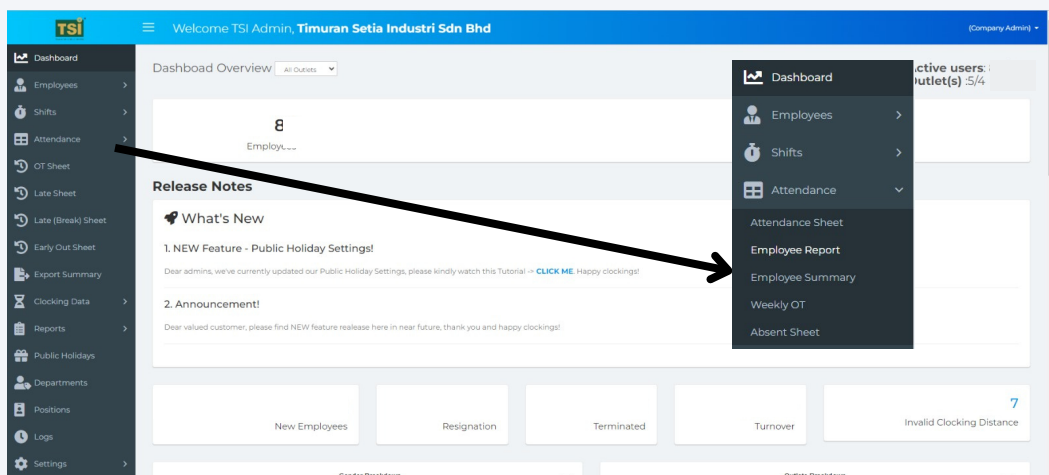 TSI
Welcome TSI Admin, Timuran Setia Industri Sdn Bhd
(Company Admin)
Dashboard
Employees
Shifts
Attendance
OT Sheet
Late Sheet
Late (Break) Sheet
Early Out Sheet
Export Summary
Clocking Data
Reports
Public Holidays
Departments
Positions
Logs
Settings
Dashboad Overview All Outlets
Active users:
Outlet(s) :5/4
8
Release Notes
What's New
1. NEW Feature - Public Holiday Settings!
Dear admins, we've currently updated our Public Holiday Settings, please kindly watch this Tutorial -> CLICK ME. Happy clockings!
2. Announcement!
Dear valued customer, please find NEW feature realease here in near future, thank you and happy clockings!
Dashboard
Employees
Shifts
Attendance
Attendance Sheet
Employee Report
Employee Summary
Weekly OT
Absent Sheet
New Employees
Resignation
Terminated
Turnover
7
Invalid Clocking Distance